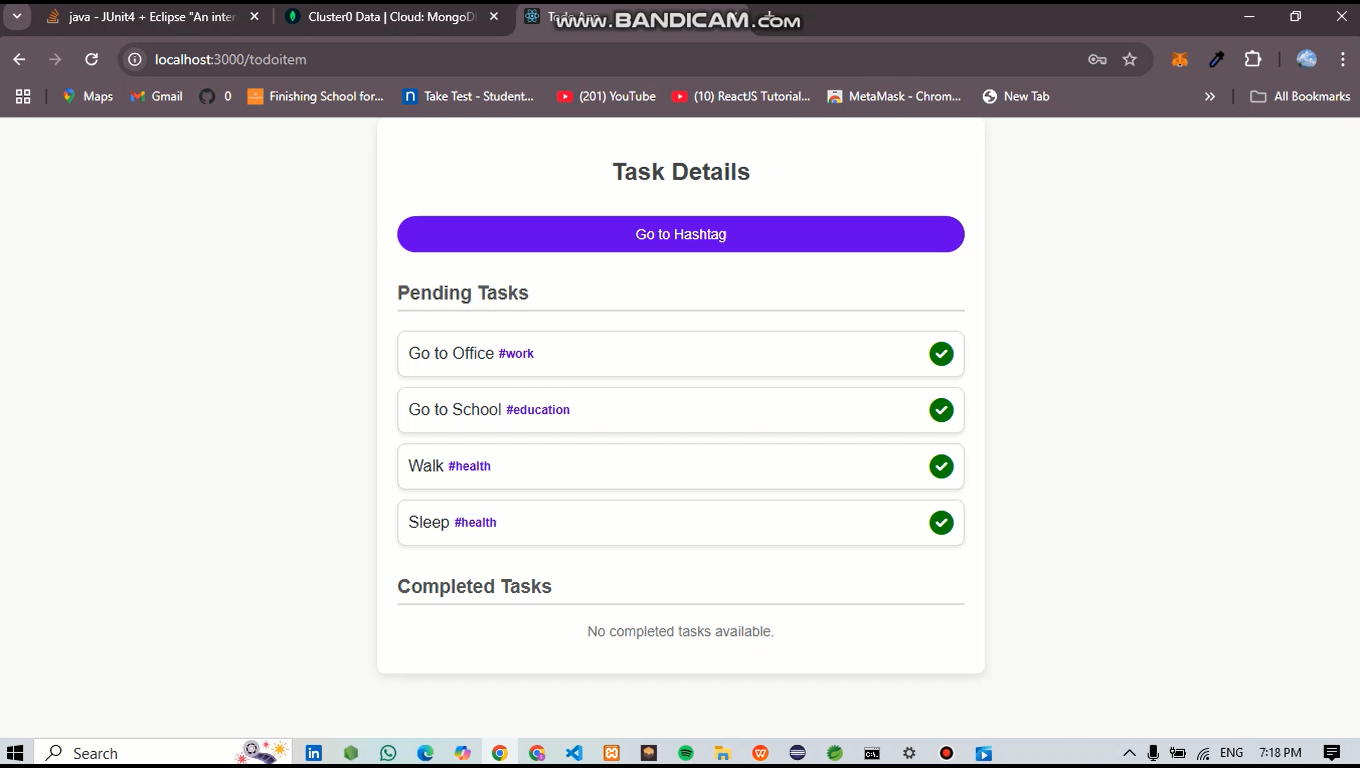 java - JUnit4 + Eclipse "An inter
Cluster0 Data | Cloud: MongoD
www.BANDICAM.com
localhost:3000/todoitem
Maps
Gmail
0
Finishing School for...
Take Test - Student...
(201) YouTube
(10) ReactJS Tutorial...
MetaMask - Chrom...
New Tab
All Bookmarks
Task Details
Go to Hashtag
Pending Tasks
Go to Office #work
Go to School #education
Walk #health
Sleep #health
Completed Tasks
No completed tasks available.
Search
ENG
7:18 PM